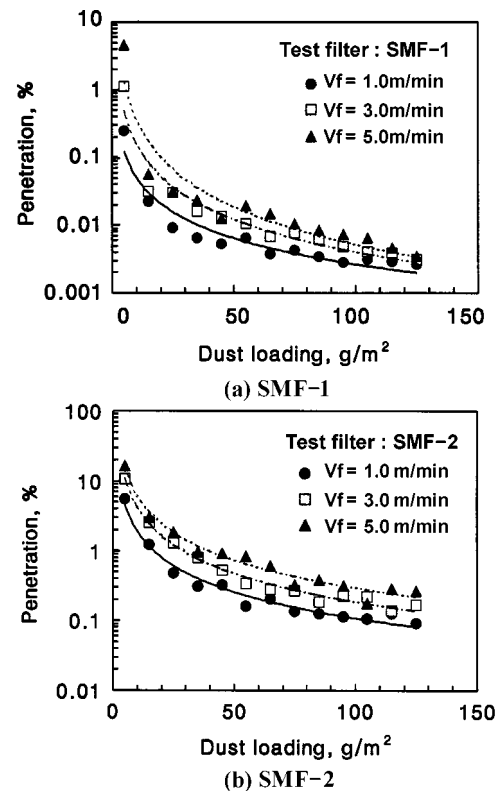 Penetration, %
10
1
0.1
0.01
0.001
Test filter : SMF-1
Vf = 1.0m/min
Vf = 3.0m/min
Vf = 5.0m/min
0 50 100 150
Dust loading, g/m²
(a) SMF-1
Penetration, %
100
10
1
0.1
0.01
Test filter : SMF-2
Vf = 1.0 m/min
Vf = 3.0 m/min
Vf = 5.0 m/min
0 50 100 150
Dust loading, g/m²
(b) SMF-2